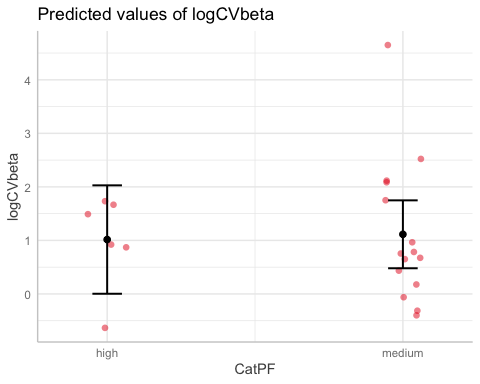 Predicted values of logCVbeta
4
3
2
1
0
logCVbeta
high
medium
CatPF